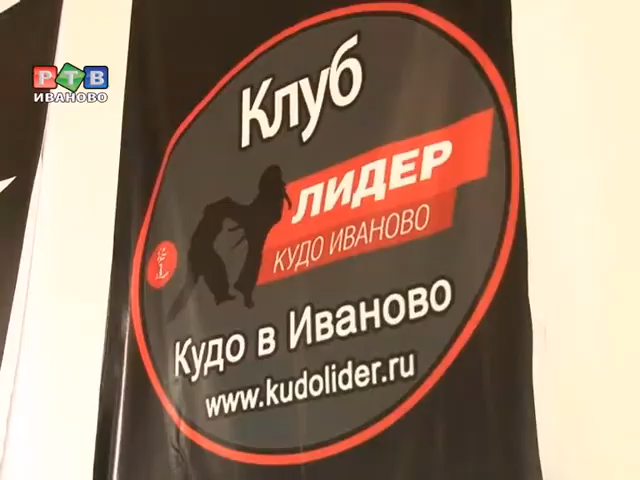 РТВ
ИВАНОВО
Клуб
ЛИДЕР
КУДО ИВАНОВО
Кудо в Иваново
www.kudolider.ru